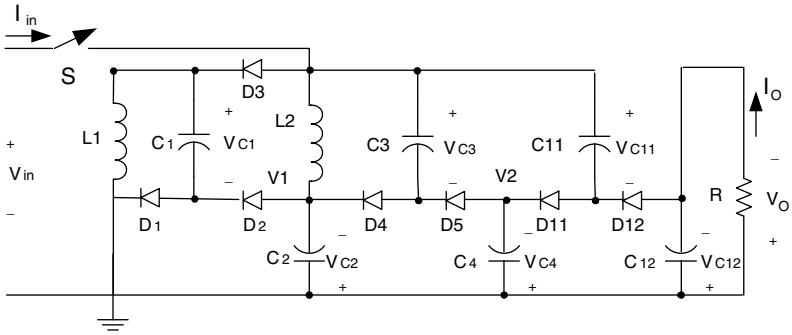 I in
S
D3
+
+
+
I O
L1
C1
VC1
L2
C3
VC3
C11
VC11
+
Vin
–
–
V1
–
V2
–
–
R
VO
+
D1
D2
D4
D5
D11
D12
–
–
–
C2
VC2
C4
VC4
C12
VC12
+
+
+